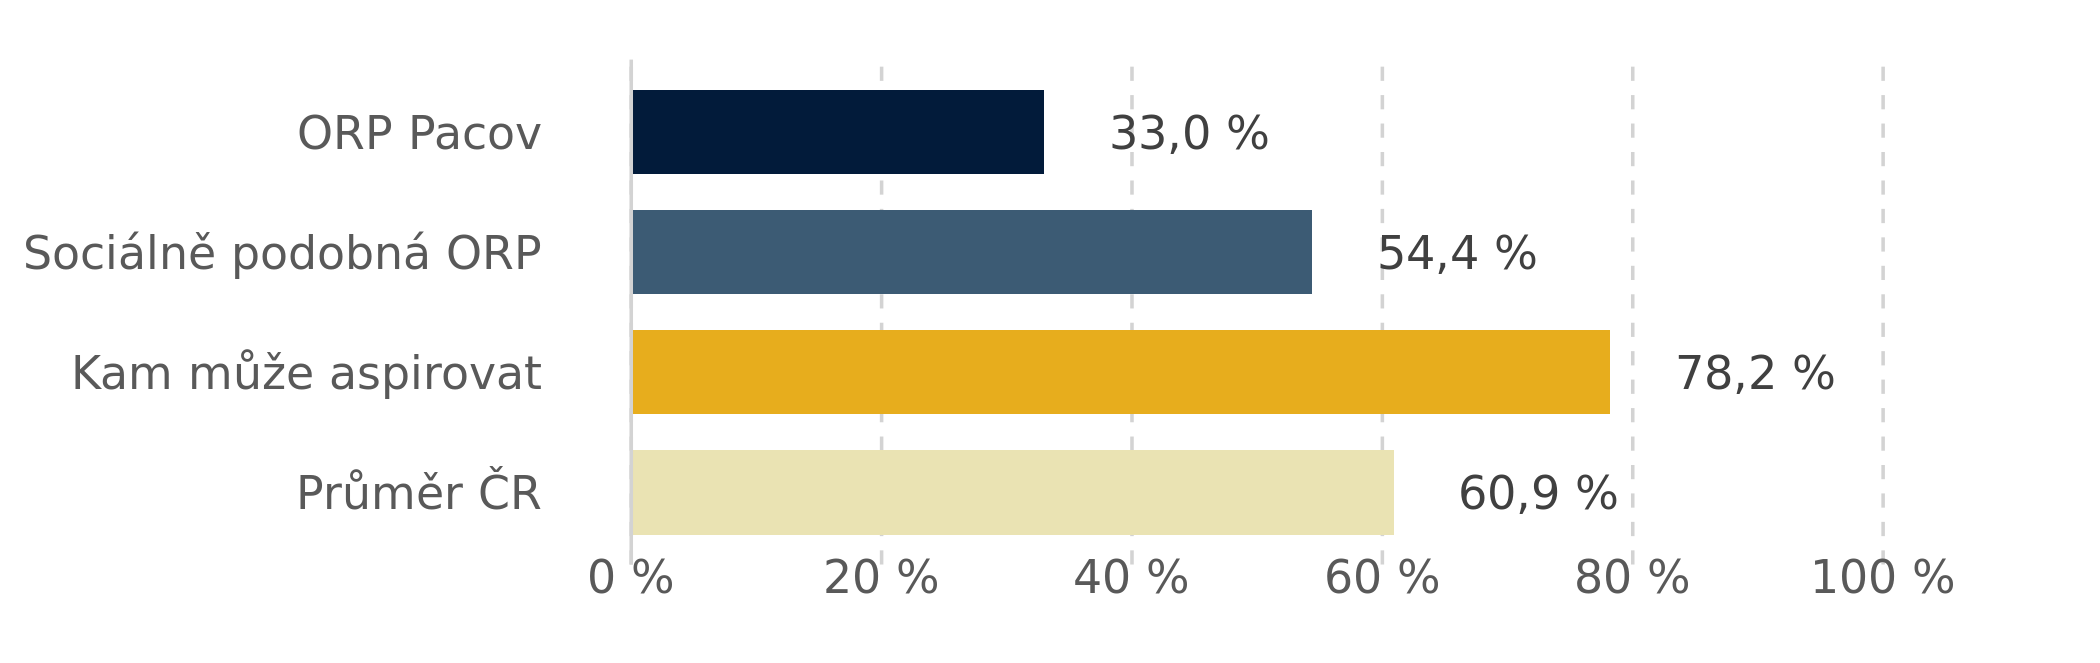 ORP Pacov 33,0 %
Sociálně podobná ORP 54,4 %
Kam může aspirovat 78,2 %
Průměr ČR 60,9 %
0 % 20 % 40 % 60 % 80 % 100 %